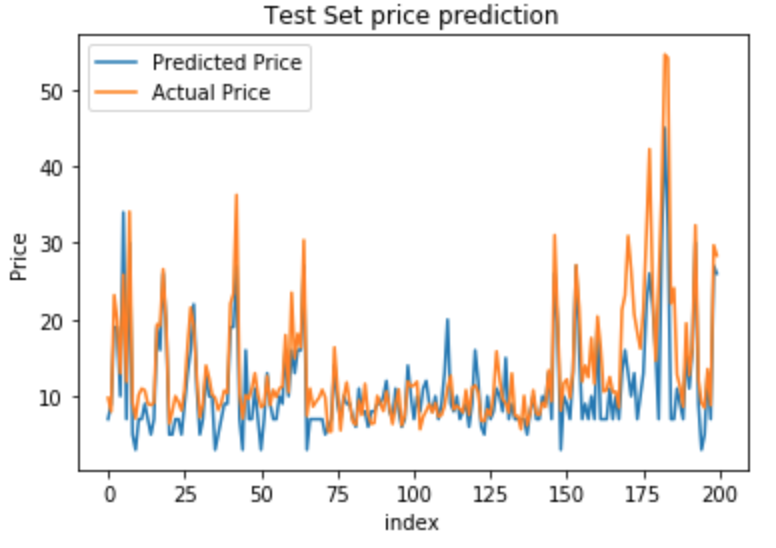 Test Set price prediction
Predicted Price
Actual Price
50
40
30
20
10
Price
0 25 50 75 100 125 150 175 200
index